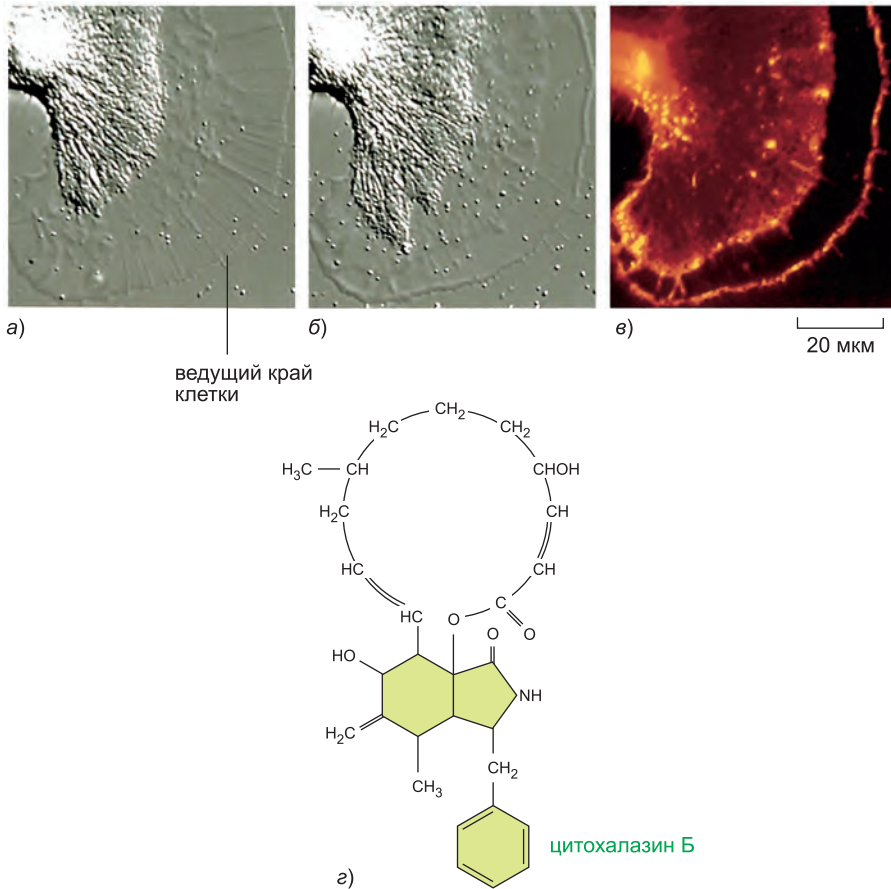 а)
б)
в)
20 мкм
ведущий край
клетки
CH2
H2C
CH2
H3C
CH
CHOH
H2C
CH
HC
CH
HC
O
C
O
O
HO
NH
H2C
CH3
CH2
цитохалазин Б
г)